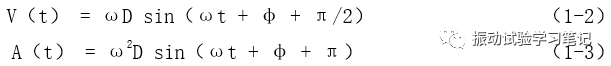 V（t） = ωD sin（ωt + ф + π/2） (1-2)
A（t） = ω²D sin（ωt + ф + π） (1-3)
振动试验学习笔记